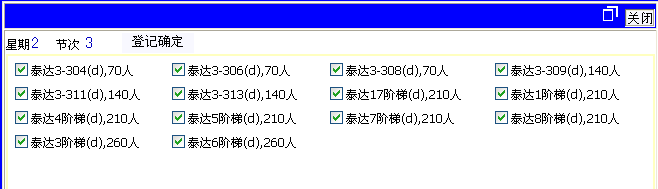 关闭
星期2 节次 3 登记确定
泰达3-304(d),70人 泰达3-306(d),70人 泰达3-308(d),70人 泰达3-309(d),140人
泰达3-311(d),140人 泰达3-313(d),140人 泰达17阶梯(d),210人 泰达1阶梯(d),210人
泰达4阶梯(d),210人 泰达5阶梯(d),210人 泰达7阶梯(d),210人 泰达8阶梯(d),210人
泰达3阶梯(d),260人 泰达6阶梯(d),260人